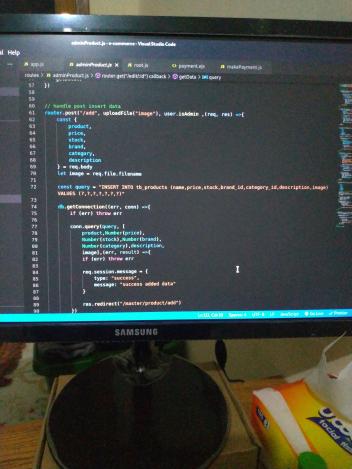 adminProduct.js - e-commerce - Visual Studio Code
al Help
app.js
adminProduct.js
root.js
payment.ejs
makePayment.js
routes > adminProduct.js > router.get("/edit/:id") callback > getData > query
57 })
58
59
60 // handle post insert data
61 router.post("/add", uploadFile("image"), user.isAdmin ,(req, res) =>{
62 const {
63 product,
64 price,
65 stock,
66 brand,
67 category,
68 description
69 } = req.body
70 let image = req.file.filename
71
72 const query = "INSERT INTO tb_products (name,price,stock,brand_id,category_id,description,image)
VALUES (?,?,?,?,?,?,?)"
73
74 db.getConnection((err, conn) =>{
75 if (err) throw err
76
77 conn.query(query, [
78 product,Number(price),
79 Number(stock),Number(brand),
80 Number(category),description,
81 image],(err, result) =>{
82 if (err) throw err
83
84 req.session.message = {
85 type: "success",
86 message: "success added data"
87 }
88
89 res.redirect("/master/product/add")
90 })
UTF-8 LF JavaScript Go Live Prettier
SAMSUNG
facial